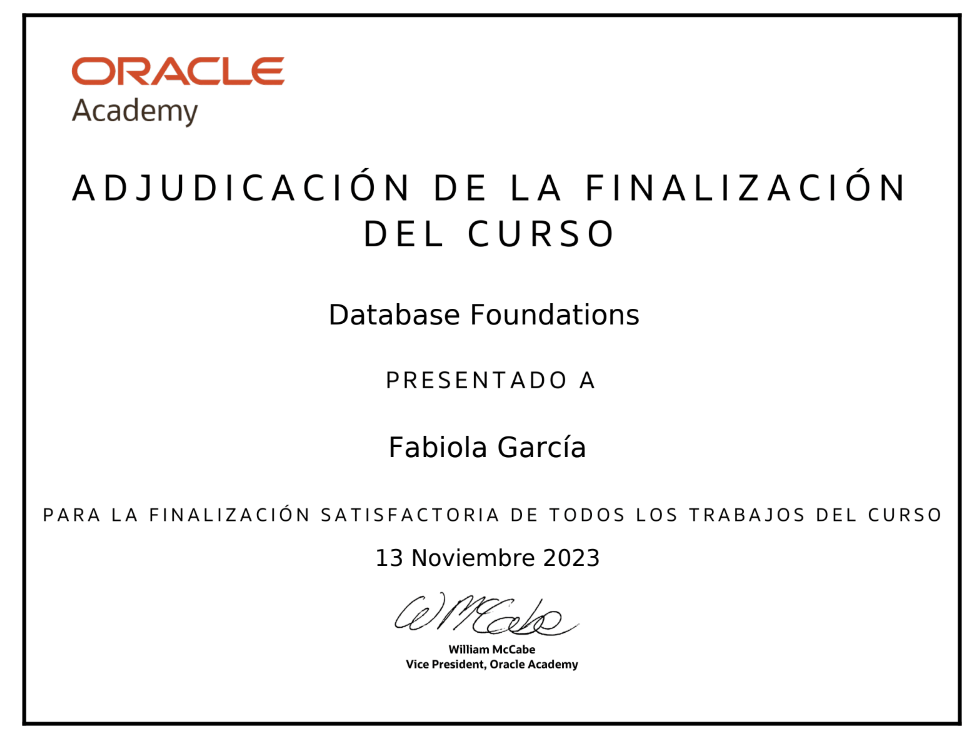 ORACLE
Academy
ADJUDICACIÓN DE LA FINALIZACIÓN
DEL CURSO
Database Foundations
PRESENTADO A
Fabiola García
PARA LA FINALIZACIÓN SATISFACTORIA DE TODOS LOS TRABAJOS DEL CURSO
13 Noviembre 2023
W McCabe
William McCabe
Vice President, Oracle Academy